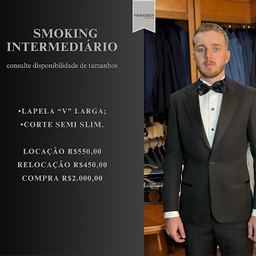 FRANZEN
SMOKING
INTERMEDIÁRIO
consulte disponibilidade de tamanhos
•LAPELA “V” LARGA;
•CORTE SEMI SLIM.
LOCAÇÃO R$550,00
RELOCAÇÃO R$450,00
COMPRA R$2.000,00